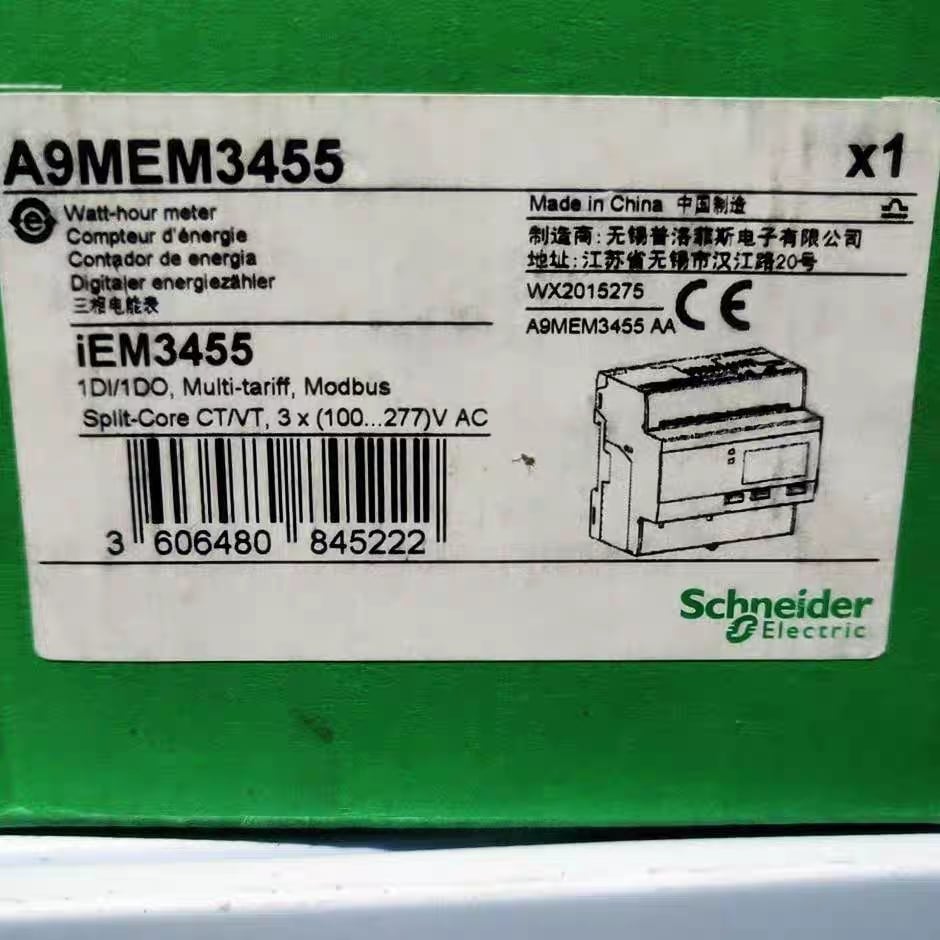 A9MEM3455
x1
Watt-hour meter
Compteur d'énergie
Contador de energia
Digitaler energiezähler
三相电能表
Made in China 中国制造
制造商:无锡普洛菲斯电子有限公司
地址:江苏省无锡市汉江路20号
WX2015275
A9MEM3455 AA
CE
iEM3455
1DI/1DO, Multi-tariff, Modbus
Split-Core CT/VT, 3 x (100...277)V AC
3 606480 845222
Schneider
Electric